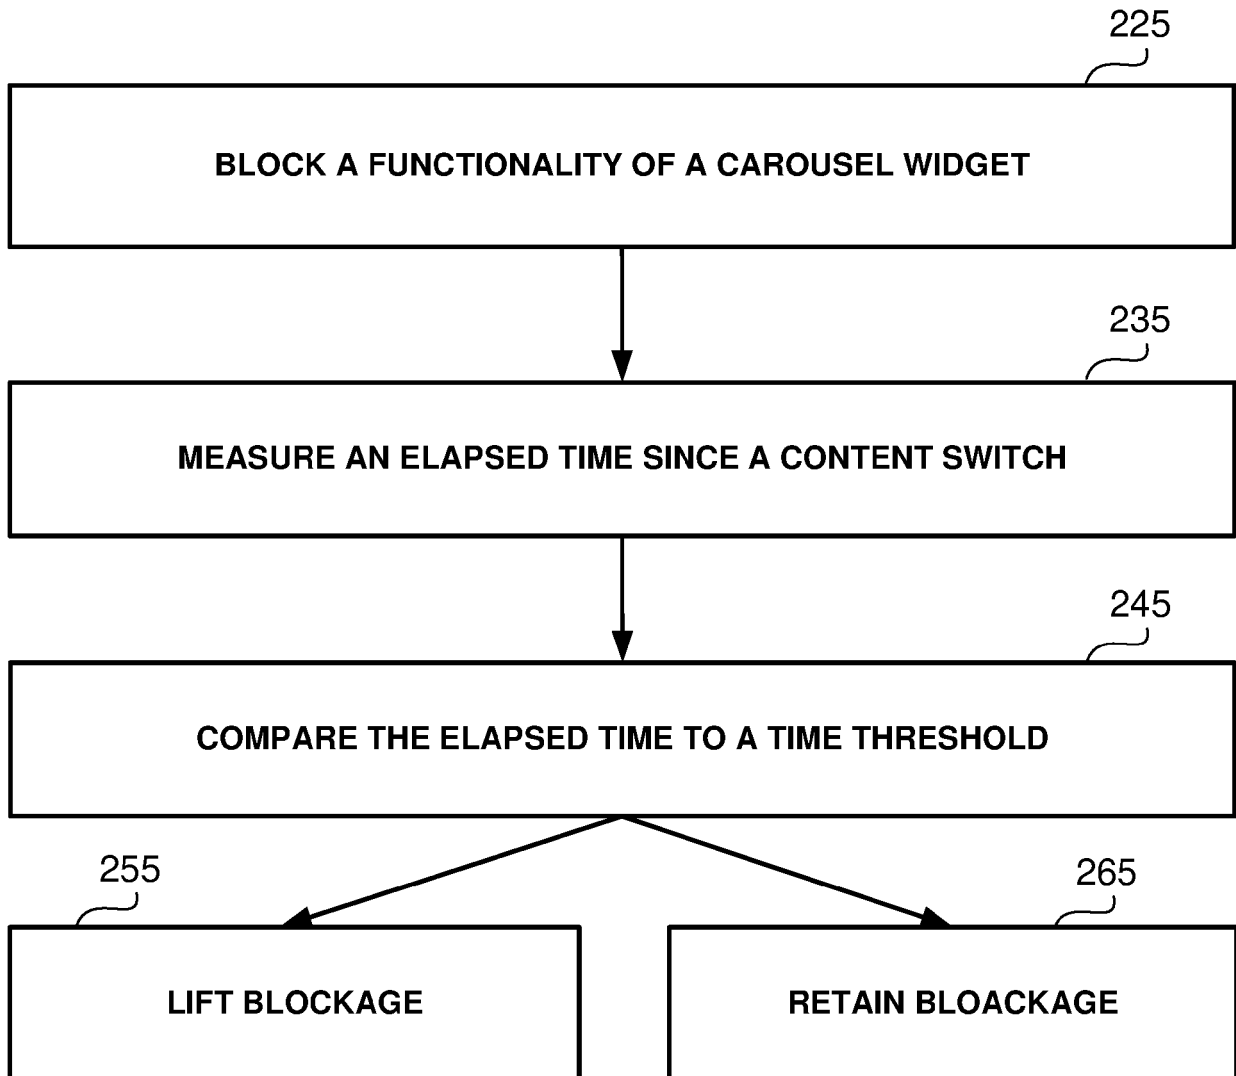 225
BLOCK A FUNCTIONALITY OF A CAROUSEL WIDGET
235
MEASURE AN ELAPSED TIME SINCE A CONTENT SWITCH
245
COMPARE THE ELAPSED TIME TO A TIME THRESHOLD
255
265
LIFT BLOCKAGE
RETAIN BLOACKAGE